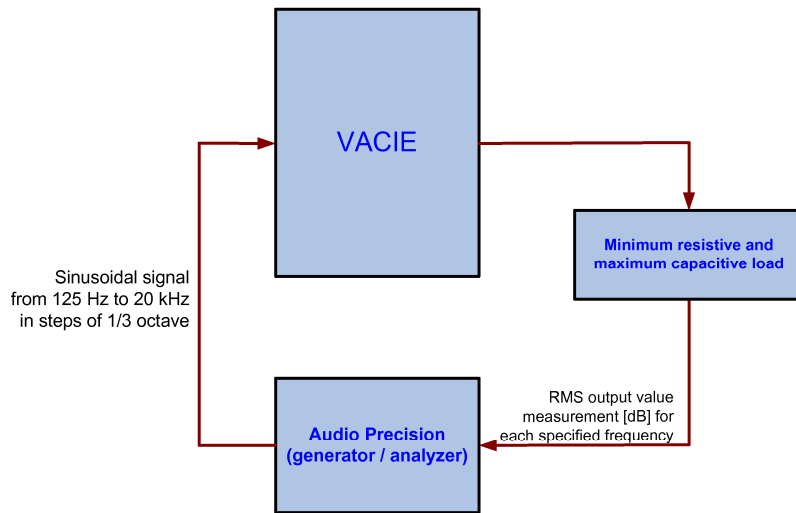 VACIE
Minimum resistive and
maximum capacitive load
Sinusoidal signal
from 125 Hz to 20 kHz
in steps of 1/3 octave
RMS output value
measurement [dB] for
each specified frequency
Audio Precision
(generator / analyzer)